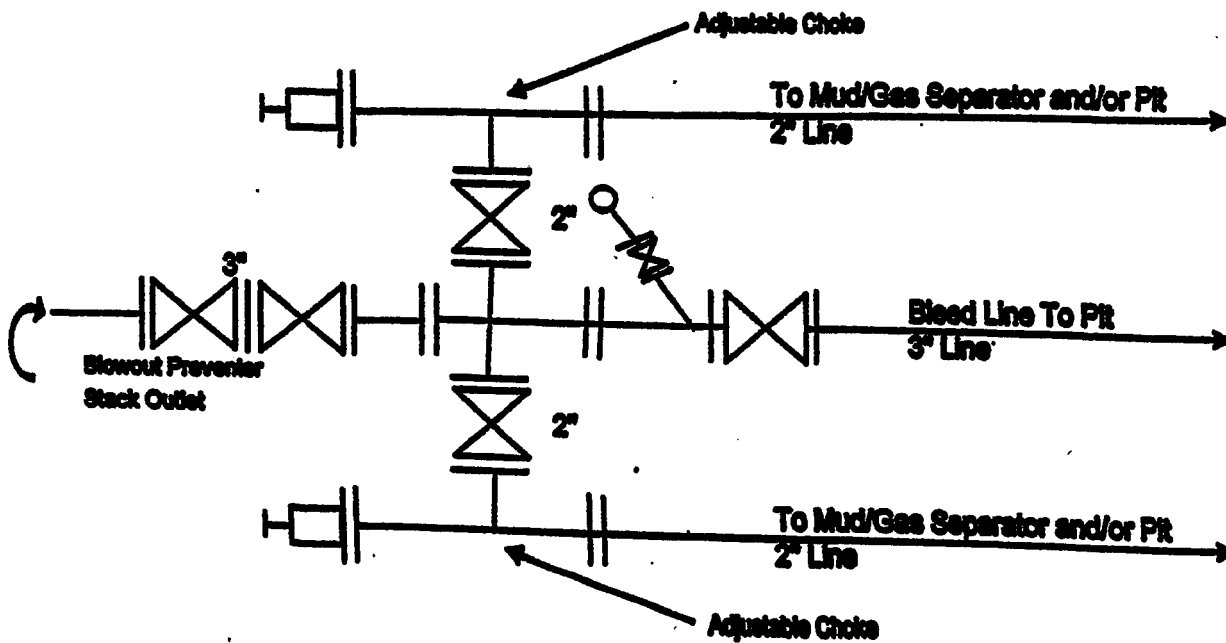 Adjustable Choke
To Mud/Gas Separator and/or Pit
2" Line
2"
3"
Blowout Preventer
Stack Outlet
Bleed Line To Pit
3" Line
2"
To Mud/Gas Separator and/or Pit
2" Line
Adjustable Choke